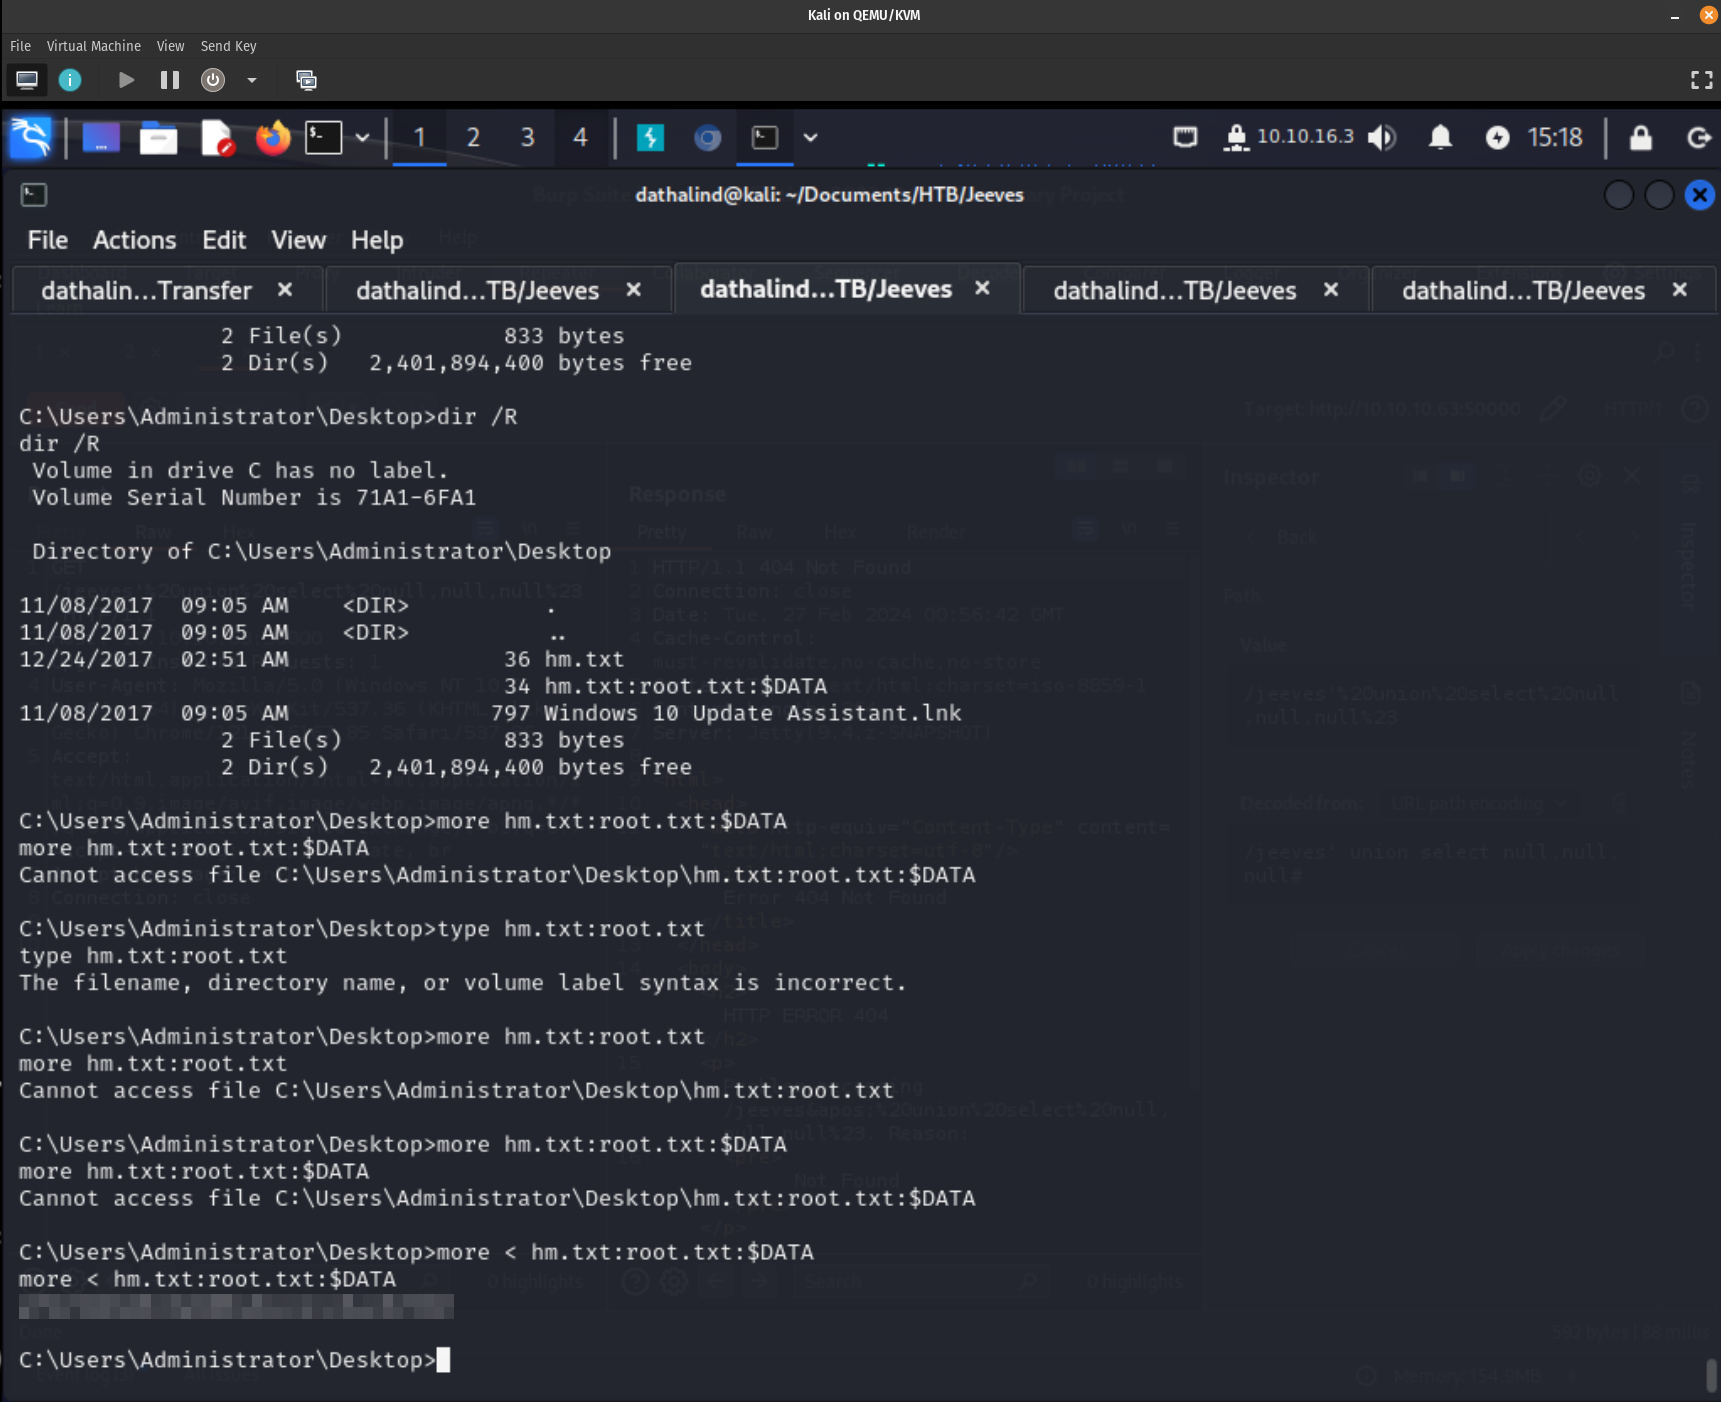 Kali on QEMU/KVM
File Virtual Machine View Send Key
1 2 3 4 10.10.16.3 15:18
dathalind@kali: ~/Documents/HTB/Jeeves
File Actions Edit View Help
dathalin...Transfer dathalind...TB/Jeeves dathalind...TB/Jeeves dathalind...TB/Jeeves dathalind...TB/Jeeves
2 File(s) 833 bytes
2 Dir(s) 2,401,894,400 bytes free
C:\Users\Administrator\Desktop>dir /R
dir /R
Volume in drive C has no label.
Volume Serial Number is 71A1-6FA1
Directory of C:\Users\Administrator\Desktop
11/08/2017 09:05 AM <DIR> .
11/08/2017 09:05 AM <DIR> ..
12/24/2017 02:51 AM 36 hm.txt
34 hm.txt:root.txt:$DATA
11/08/2017 09:05 AM 797 Windows 10 Update Assistant.lnk
2 File(s) 833 bytes
2 Dir(s) 2,401,894,400 bytes free
C:\Users\Administrator\Desktop>more hm.txt:root.txt:$DATA
more hm.txt:root.txt:$DATA
Cannot access file C:\Users\Administrator\Desktop\hm.txt:root.txt:$DATA
C:\Users\Administrator\Desktop>type hm.txt:root.txt
type hm.txt:root.txt
The filename, directory name, or volume label syntax is incorrect.
C:\Users\Administrator\Desktop>more hm.txt:root.txt
more hm.txt:root.txt
Cannot access file C:\Users\Administrator\Desktop\hm.txt:root.txt
C:\Users\Administrator\Desktop>more hm.txt:root.txt:$DATA
more hm.txt:root.txt:$DATA
Cannot access file C:\Users\Administrator\Desktop\hm.txt:root.txt:$DATA
C:\Users\Administrator\Desktop>more < hm.txt:root.txt:$DATA
more < hm.txt:root.txt:$DATA
C:\Users\Administrator\Desktop>